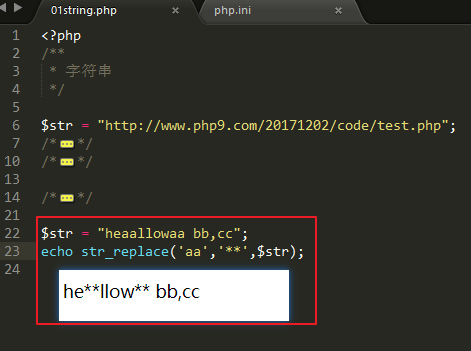 01string.php × php.ini ×
1 <?php
2 /**
3 * 字符串
4 */
5
6 $str = "http://www.php9.com/20171202/code/test.php";
7 /*•••*/
10 /*•••*/
13
14 /*•••*/
21
22 $str = "heaallowaa bb,cc";
23 echo str_replace('aa','**',$str);
24
he**llow** bb,cc